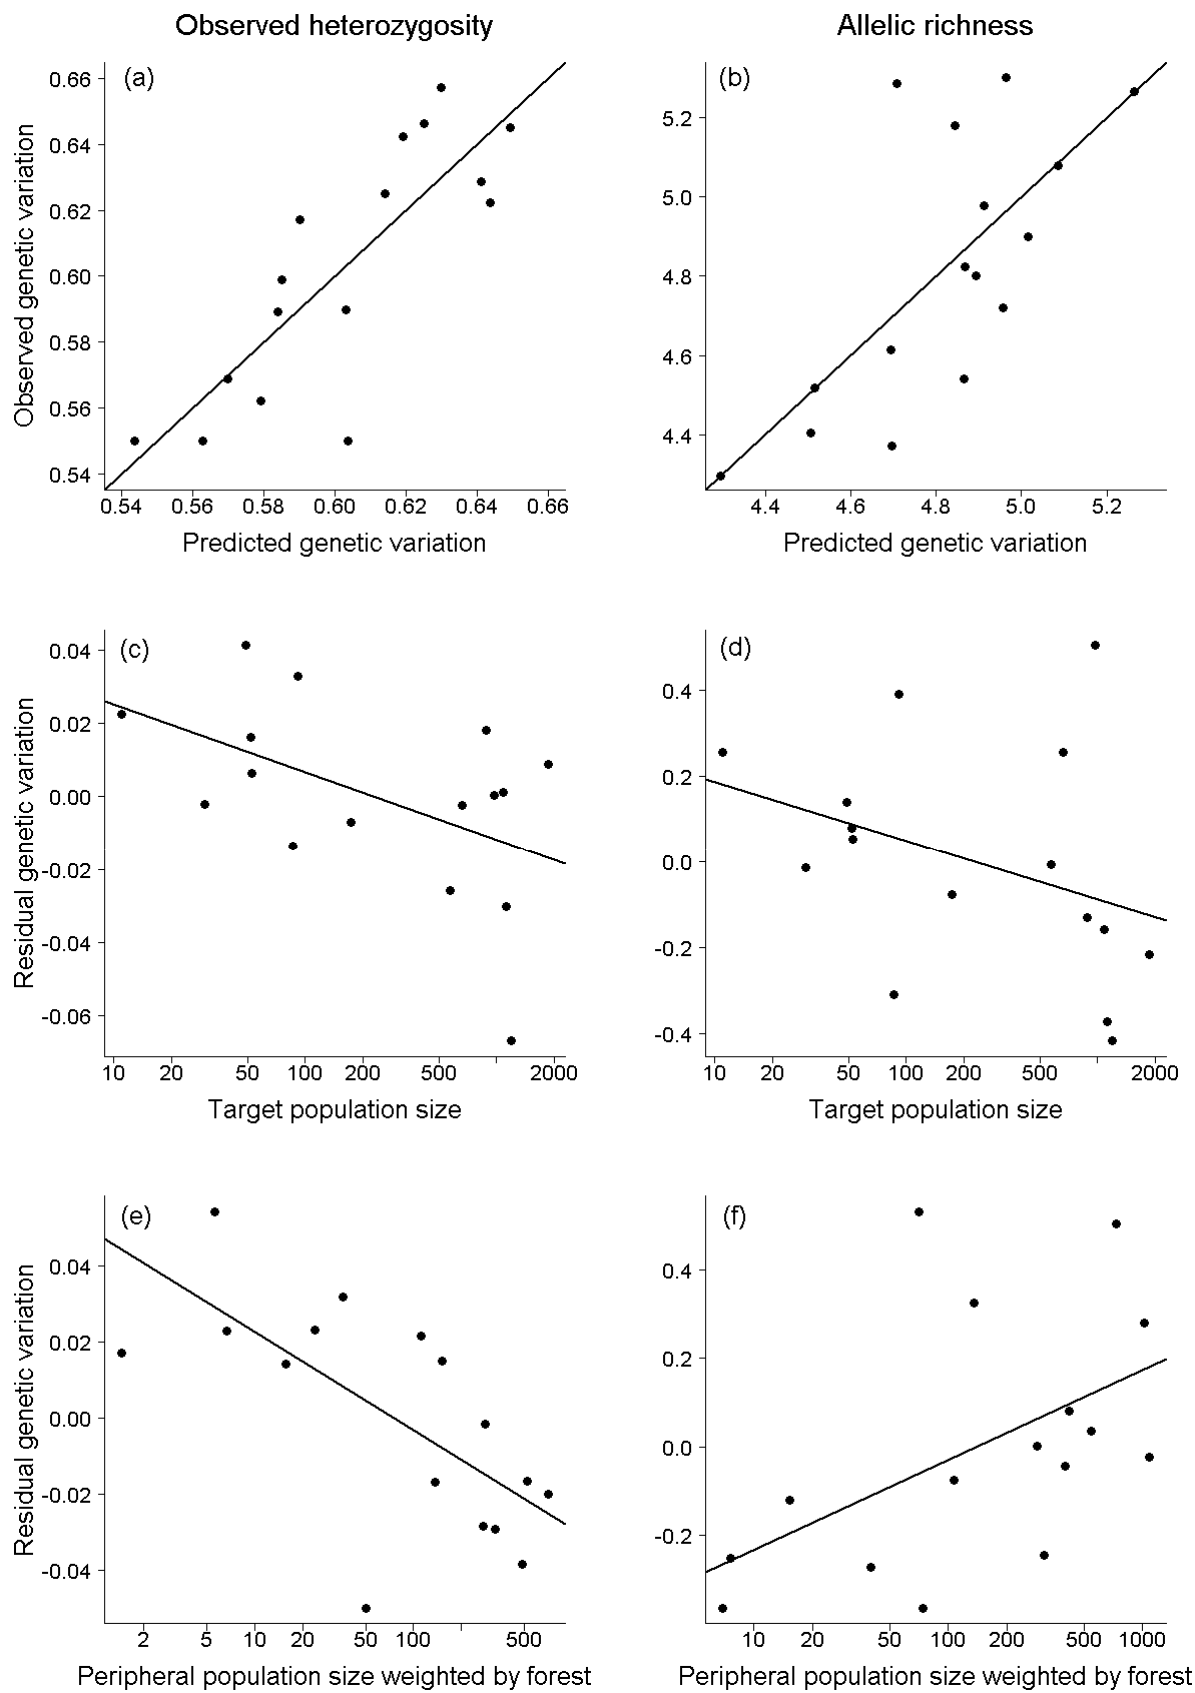 Observed heterozygosity
Allelic richness
(a)
Observed genetic variation
0.66
0.64
0.62
0.60
0.58
0.56
0.54
0.54 0.56 0.58 0.60 0.62 0.64 0.66
Predicted genetic variation
(b)
5.2
5.0
4.8
4.6
4.4
4.4 4.6 4.8 5.0 5.2
Predicted genetic variation
(c)
Residual genetic variation
0.04
0.02
0.00
-0.02
-0.04
-0.06
10 20 50 100 200 500 2000
Target population size
(d)
0.4
0.2
0.0
-0.2
-0.4
10 20 50 100 200 500 2000
Target population size
(e)
Residual genetic variation
0.04
0.02
0.00
-0.02
-0.04
2 5 10 20 50 100 500
Peripheral population size weighted by forest
(f)
0.4
0.2
0.0
-0.2
10 20 50 100 200 500 1000
Peripheral population size weighted by forest